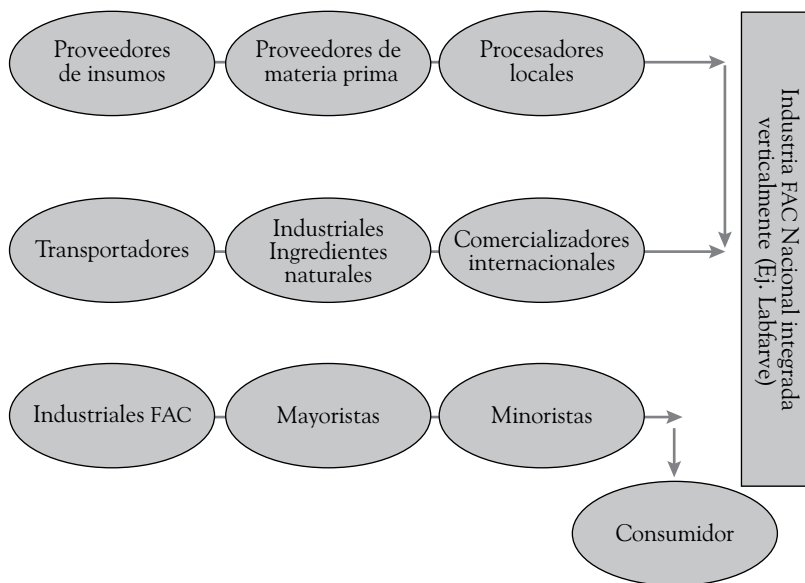 Proveedores
de insumos
Proveedores de
materia prima
Procesadores
locales
Transportadores
Industriales
Ingredientes
naturales
Comercializadores
internacionales
Industriales FAC
Mayoristas
Minoristas
Consumidor
Industria FAC Nacional integrada
verticalmente (Ej. Labfarve)